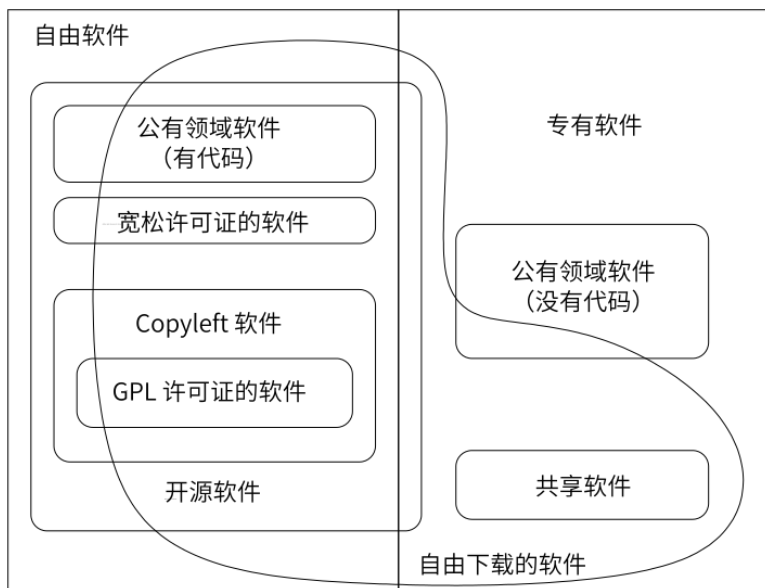 自由软件
公有领域软件
（有代码）
宽松许可证的软件
Copyleft 软件
GPL 许可证的软件
开源软件
专有软件
公有领域软件
（没有代码）
共享软件
自由下载的软件